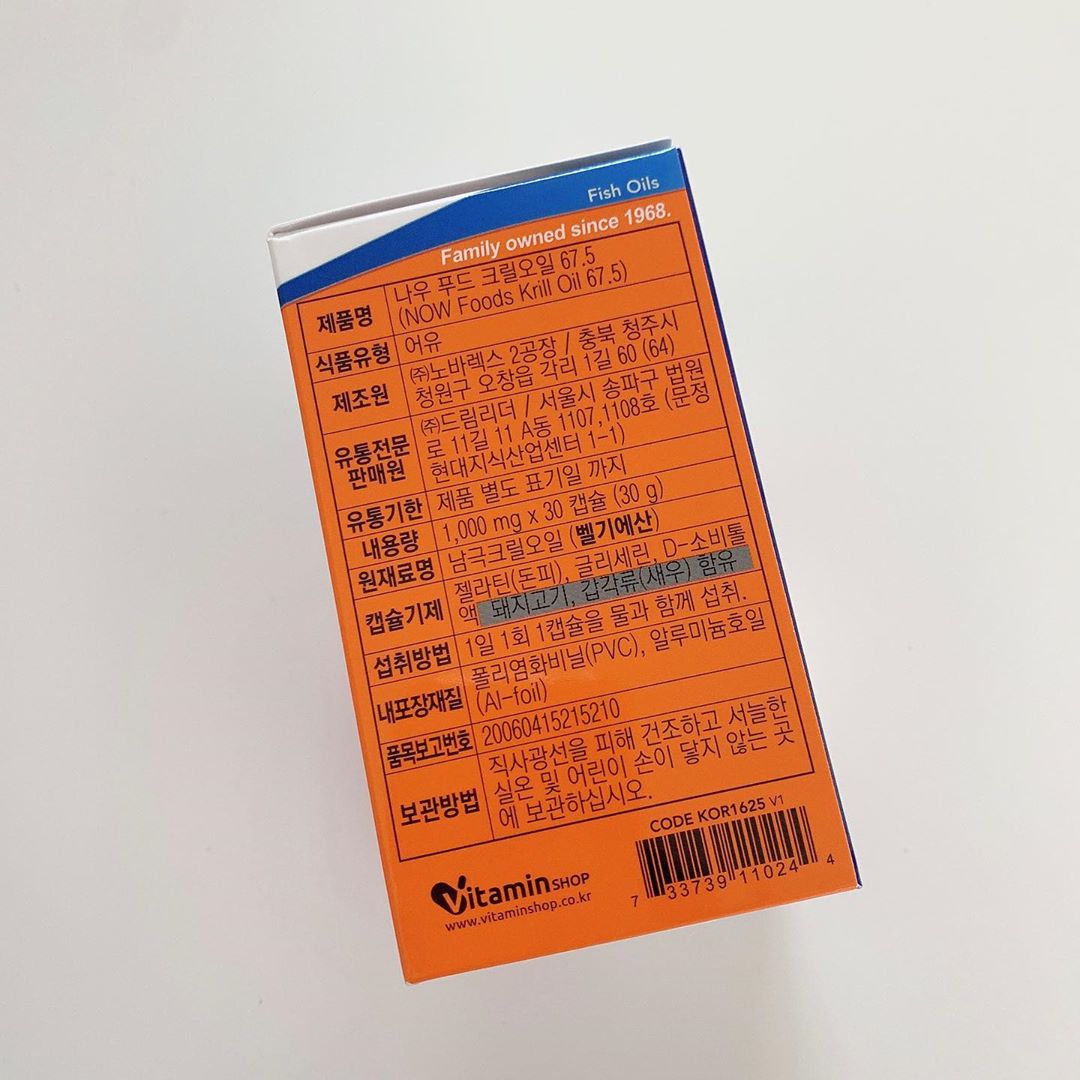 Fish Oils
Family owned since 1968.
제품명
나우 푸드 크릴오일 67.5
(NOW Foods Krill Oil 67.5)
식품유형
어유
제조원
㈜노바렉스 2공장 / 충북 청주시
청원구 오창읍 각리 1길 60 (64)
유통전문
판매원
㈜드림리더 / 서울시 송파구 법원
로 11길 11 A동 1107,1108호 (문정
현대지식산업센터 1-1)
유통기한
제품 별도 표기일 까지
내용량
1,000 mg x 30 캡슐 (30 g)
원재료명
남극크릴오일 (벨기에산)
캡슐기제
젤라틴(돈피), 글리세린, D-소비톨
액 돼지고기, 갑각류(새우) 함유
섭취방법
1일 1회 1캡슐을 물과 함께 섭취.
내포장재질
폴리염화비닐(PVC), 알루미늄호일
(Al-foil)
품목보고번호
20060415215210
보관방법
직사광선을 피해 건조하고 서늘한
실온 및 어린이 손이 닿지 않는 곳
에 보관하십시오.
CODE KOR1625 V1
7 33739 11024 4
Vitamin SHOP
www.vitaminshop.co.kr